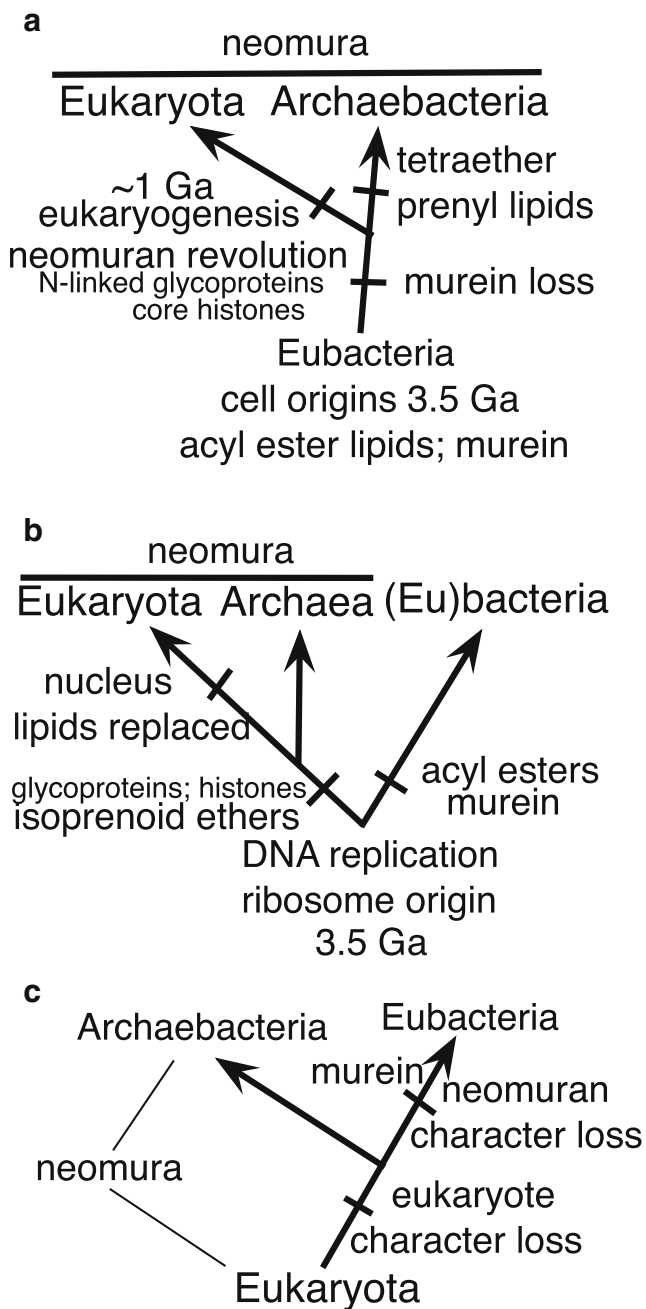 a
neomura
Eukaryota Archaebacteria
tetraether
prenyl lipids
~1 Ga
eukaryogenesis
neomuran revolution
N-linked glycoproteins
core histones
murein loss
Eubacteria
cell origins 3.5 Ga
acyl ester lipids; murein
b
neomura
Eukaryota Archaea (Eu)bacteria
nucleus
lipids replaced
glycoproteins; histones
isoprenoid ethers
acyl esters
murein
DNA replication
ribosome origin
3.5 Ga
c
Archaebacteria
Eubacteria
murein
neomuran
character loss
neomura
eukaryote
character loss
Eukaryota